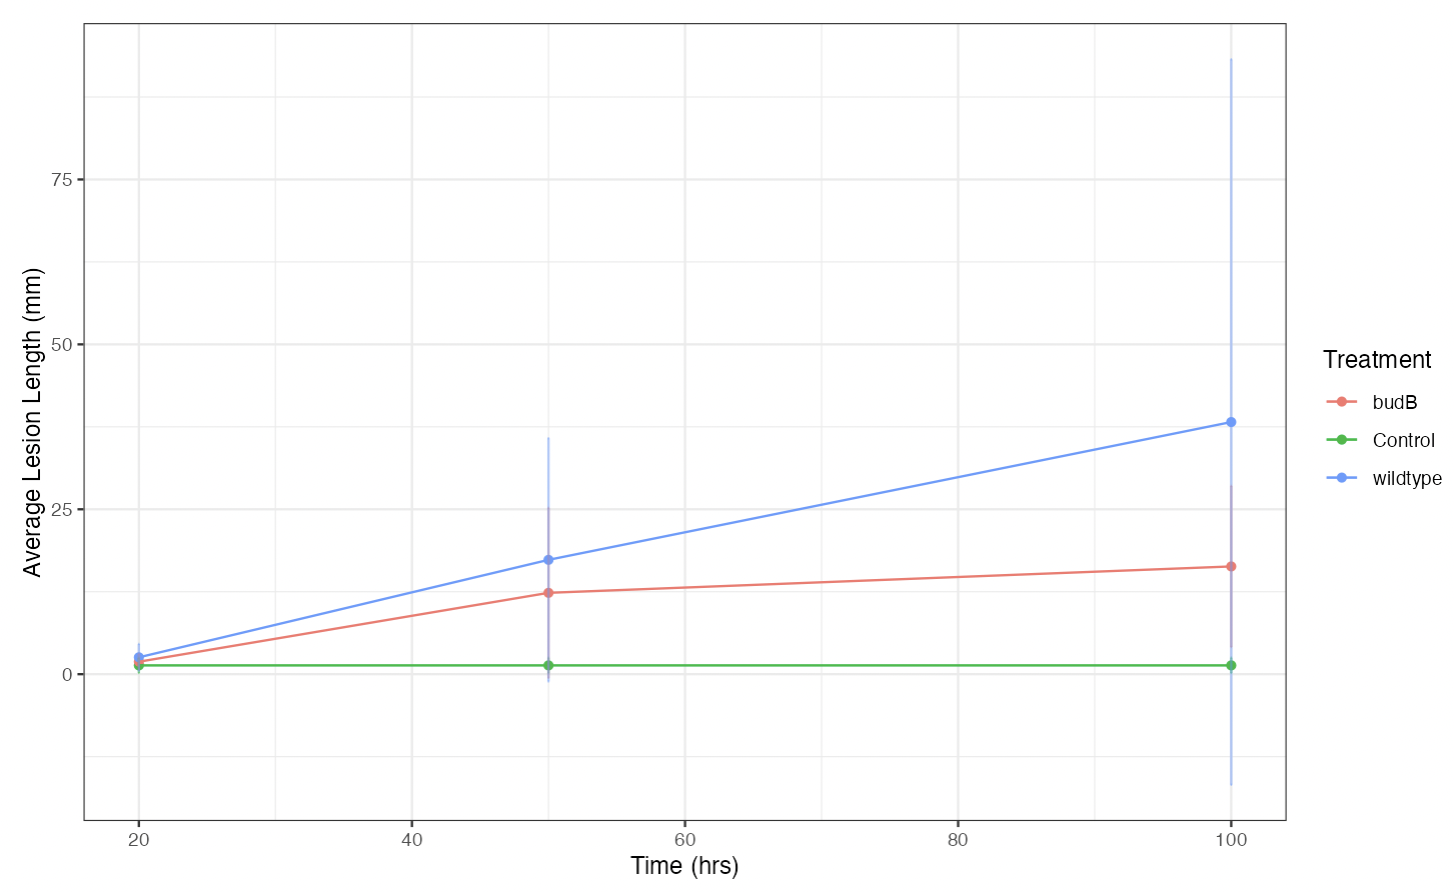 Average Lesion Length (mm)
75
50
25
0
20 40 60 80 100
Time (hrs)
Treatment
budB
Control
wildtype